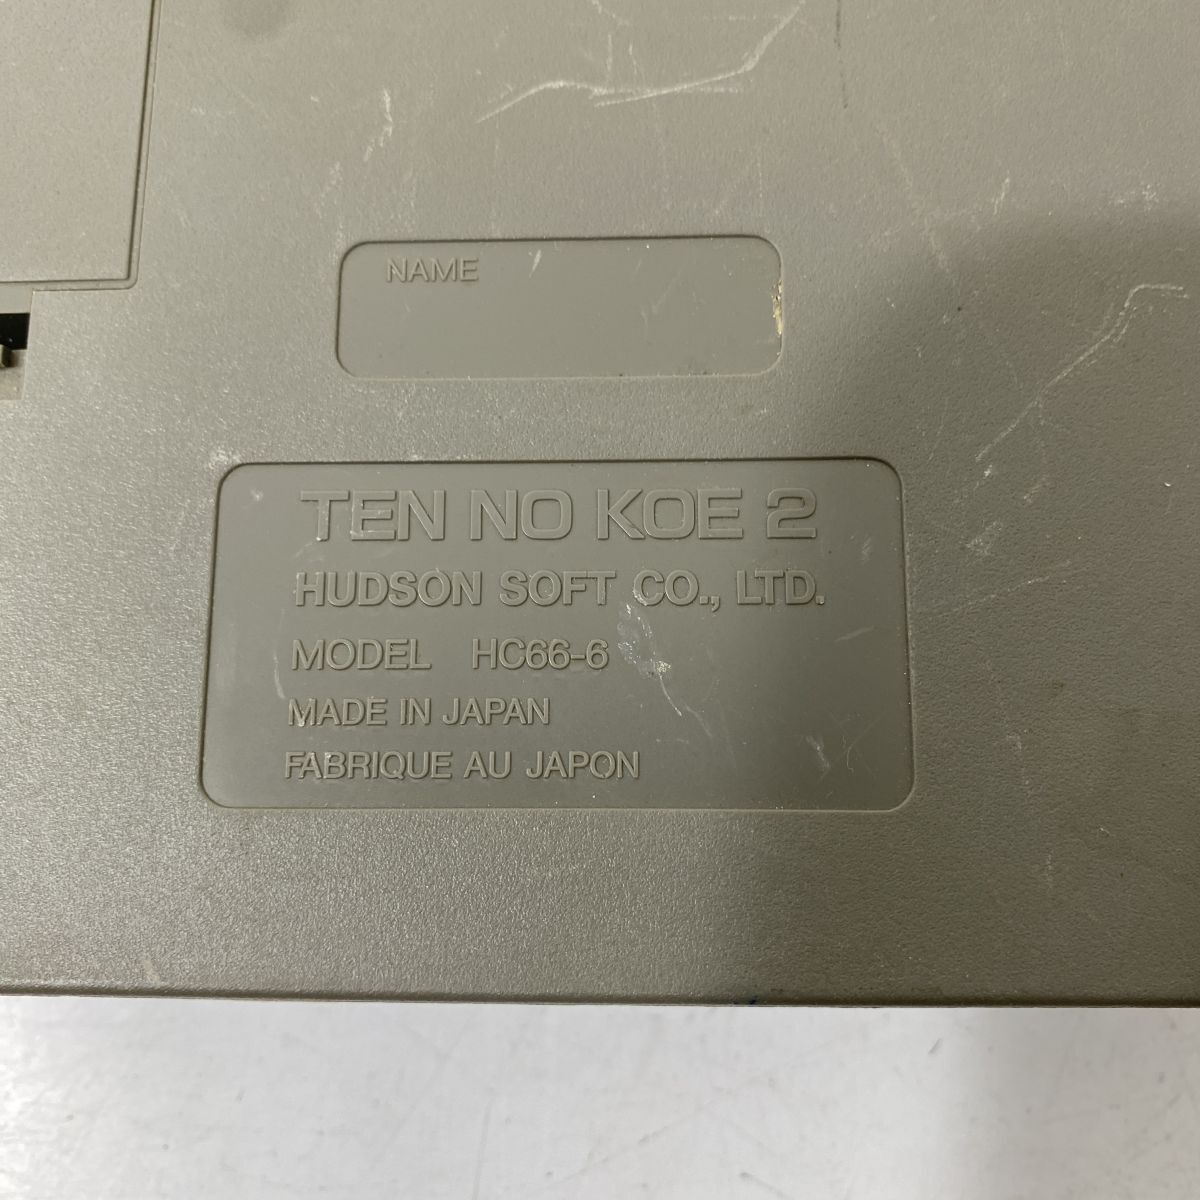 NAME
TEN NO KOE 2
HUDSON SOFT CO., LTD.
MODEL HC66-6
MADE IN JAPAN
FABRIQUE AU JAPON